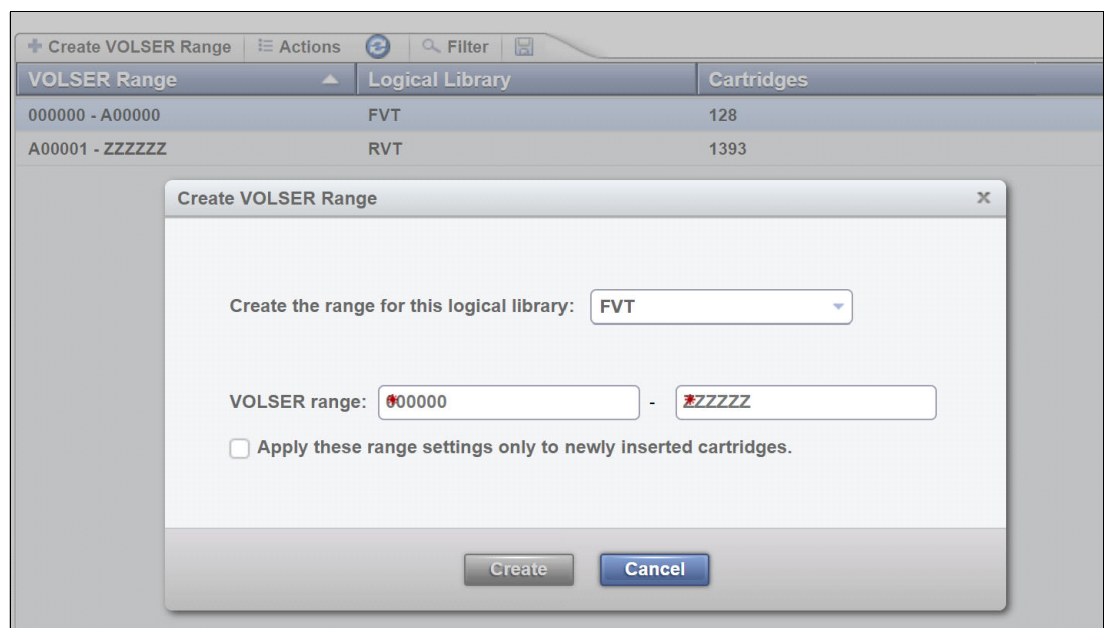 Create VOLSER Range Actions Filter
VOLSER Range Logical Library Cartridges
000000 - A00000 FVT 128
A00001 - ZZZZZZ RVT 1393
Create VOLSER Range x
Create the range for this logical library: FVT
VOLSER range: 000000 - ZZZZZZ
Apply these range settings only to newly inserted cartridges.
Create Cancel